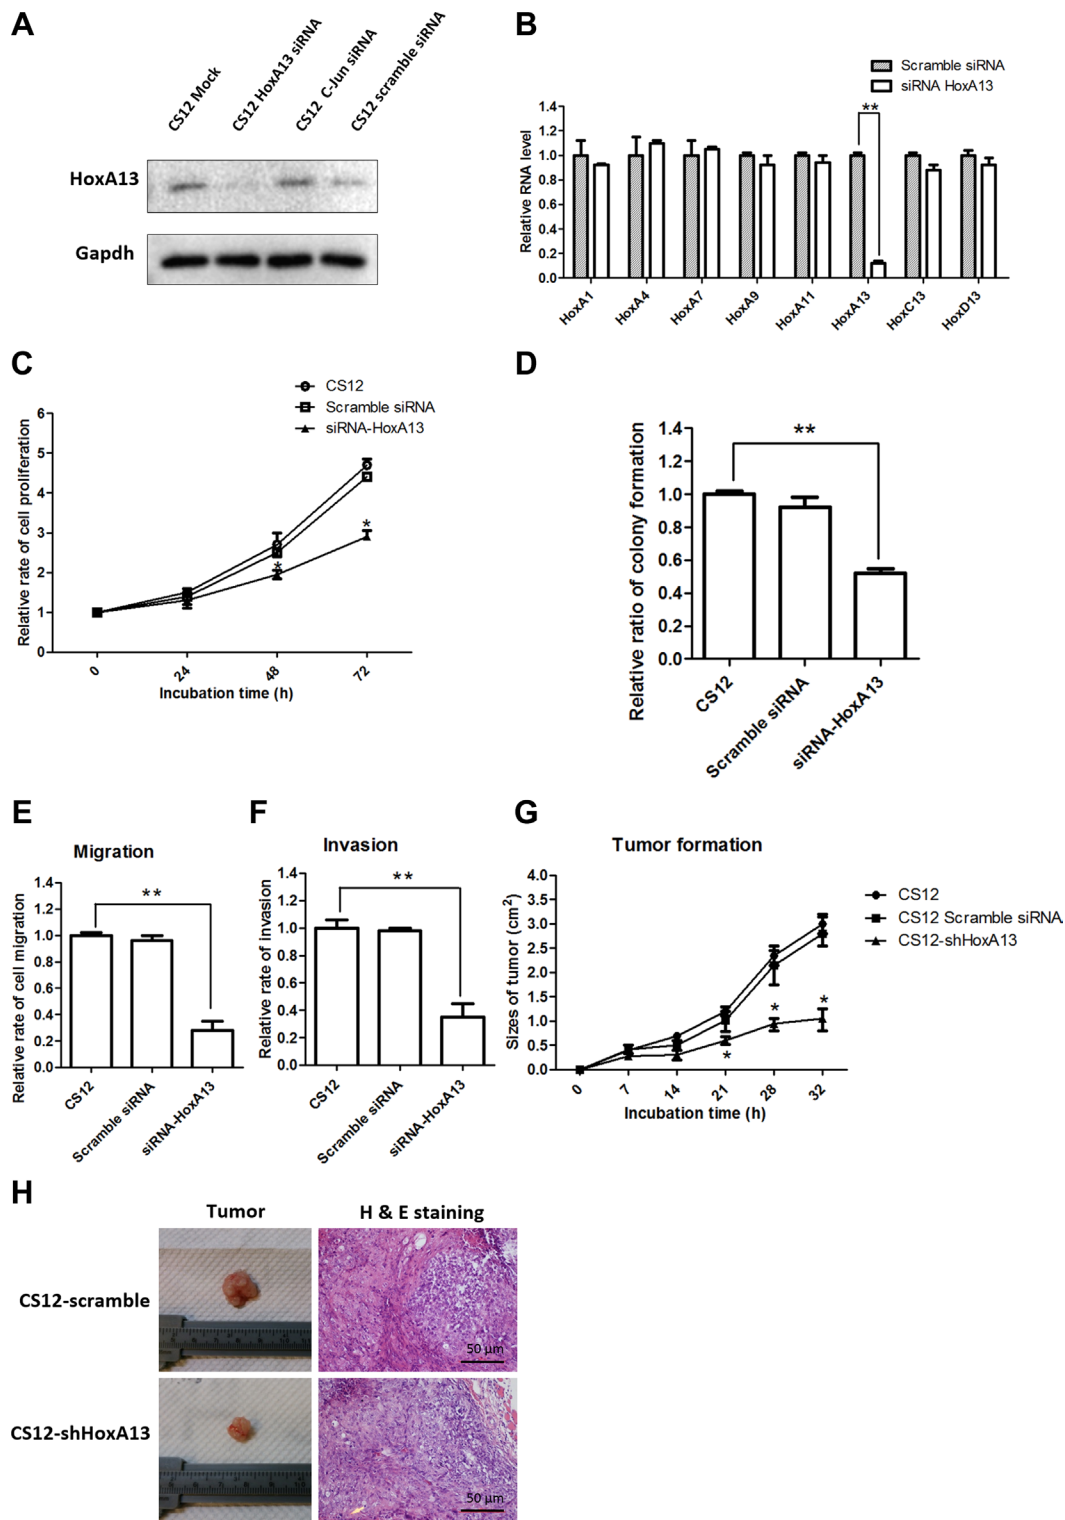 A
CS12 Mock
CS12 HoxA13 siRNA
CS12 C-Jun siRNA
CS12 scramble siRNA
HoxA13
Gapdh
B
Scramble siRNA
siRNA HoxA13
Relative RNA level
1.4
1.2
1.0
0.8
0.6
0.4
0.2
0.0
**
HoxA1
HoxA4
HoxA7
HoxA9
HoxA11
HoxA13
HoxC13
HoxD13
C
CS12
Scramble siRNA
siRNA-HoxA13
Relative rate of cell proliferation
6
5
4
3
2
1
0
*
*
0
24
48
72
Incubation time (h)
D
Relative ratio of colony formation
1.4
1.2
1.0
0.8
0.6
0.4
0.2
0.0
**
CS12
Scramble siRNA
siRNA-HoxA13
E
Migration
Relative rate of cell migration
1.4
1.2
1.0
0.8
0.6
0.4
0.2
0.0
**
CS12
Scramble siRNA
siRNA-HoxA13
F
Invasion
Relative rate of invasion
1.4
1.2
1.0
0.8
0.6
0.4
0.2
0.0
**
CS12
Scramble siRNA
siRNA-HoxA13
G
Tumor formation
CS12
CS12 Scramble siRNA
CS12-shHoxA13
Sizes of tumor (cm²)
4.0
3.0
2.0
1.5
1.0
0.5
0.0
*
*
*
0
7
14
21
28
32
Incubation time (h)
H
Tumor
H & E staining
CS12-scramble
50 µm
CS12-shHoxA13
50 µm